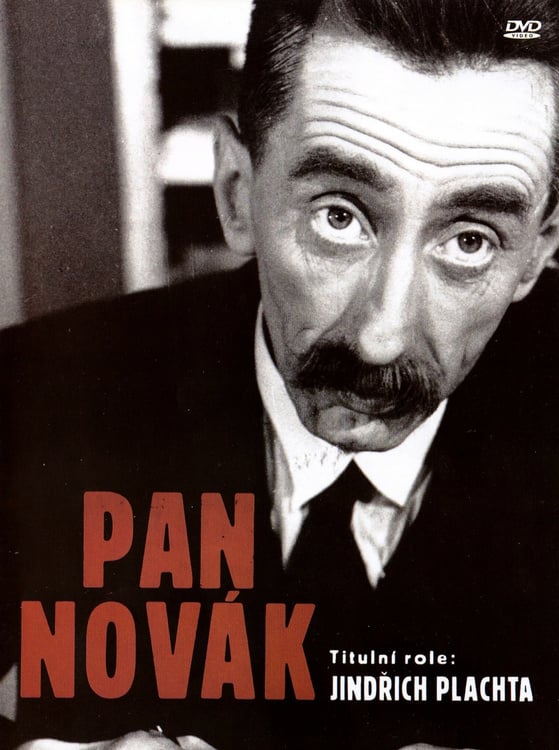 DVD
VIDEO
PAN
NOVÁK
Titulní role:
JINDŘICH PLACHTA